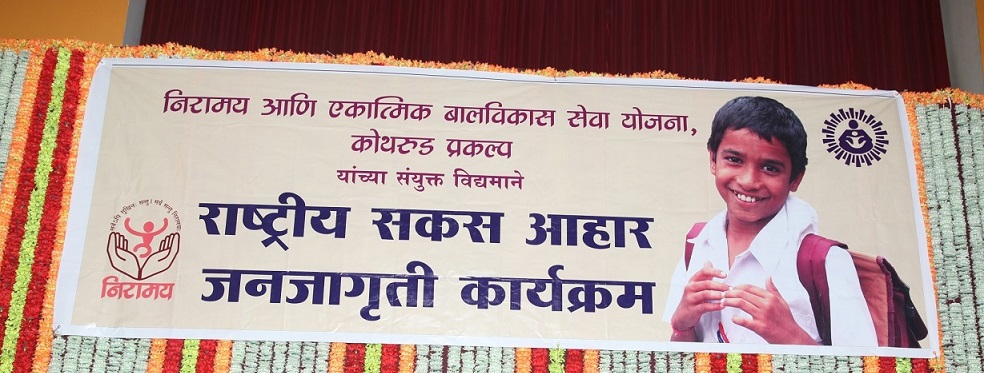 निरामय आणि एकात्मिक बालविकास सेवा योजना,
कोथरुड प्रकल्प
यांच्या संयुक्त विद्यमाने
राष्ट्रीय सकस आहार
जनजागृती कार्यक्रम
निरामय